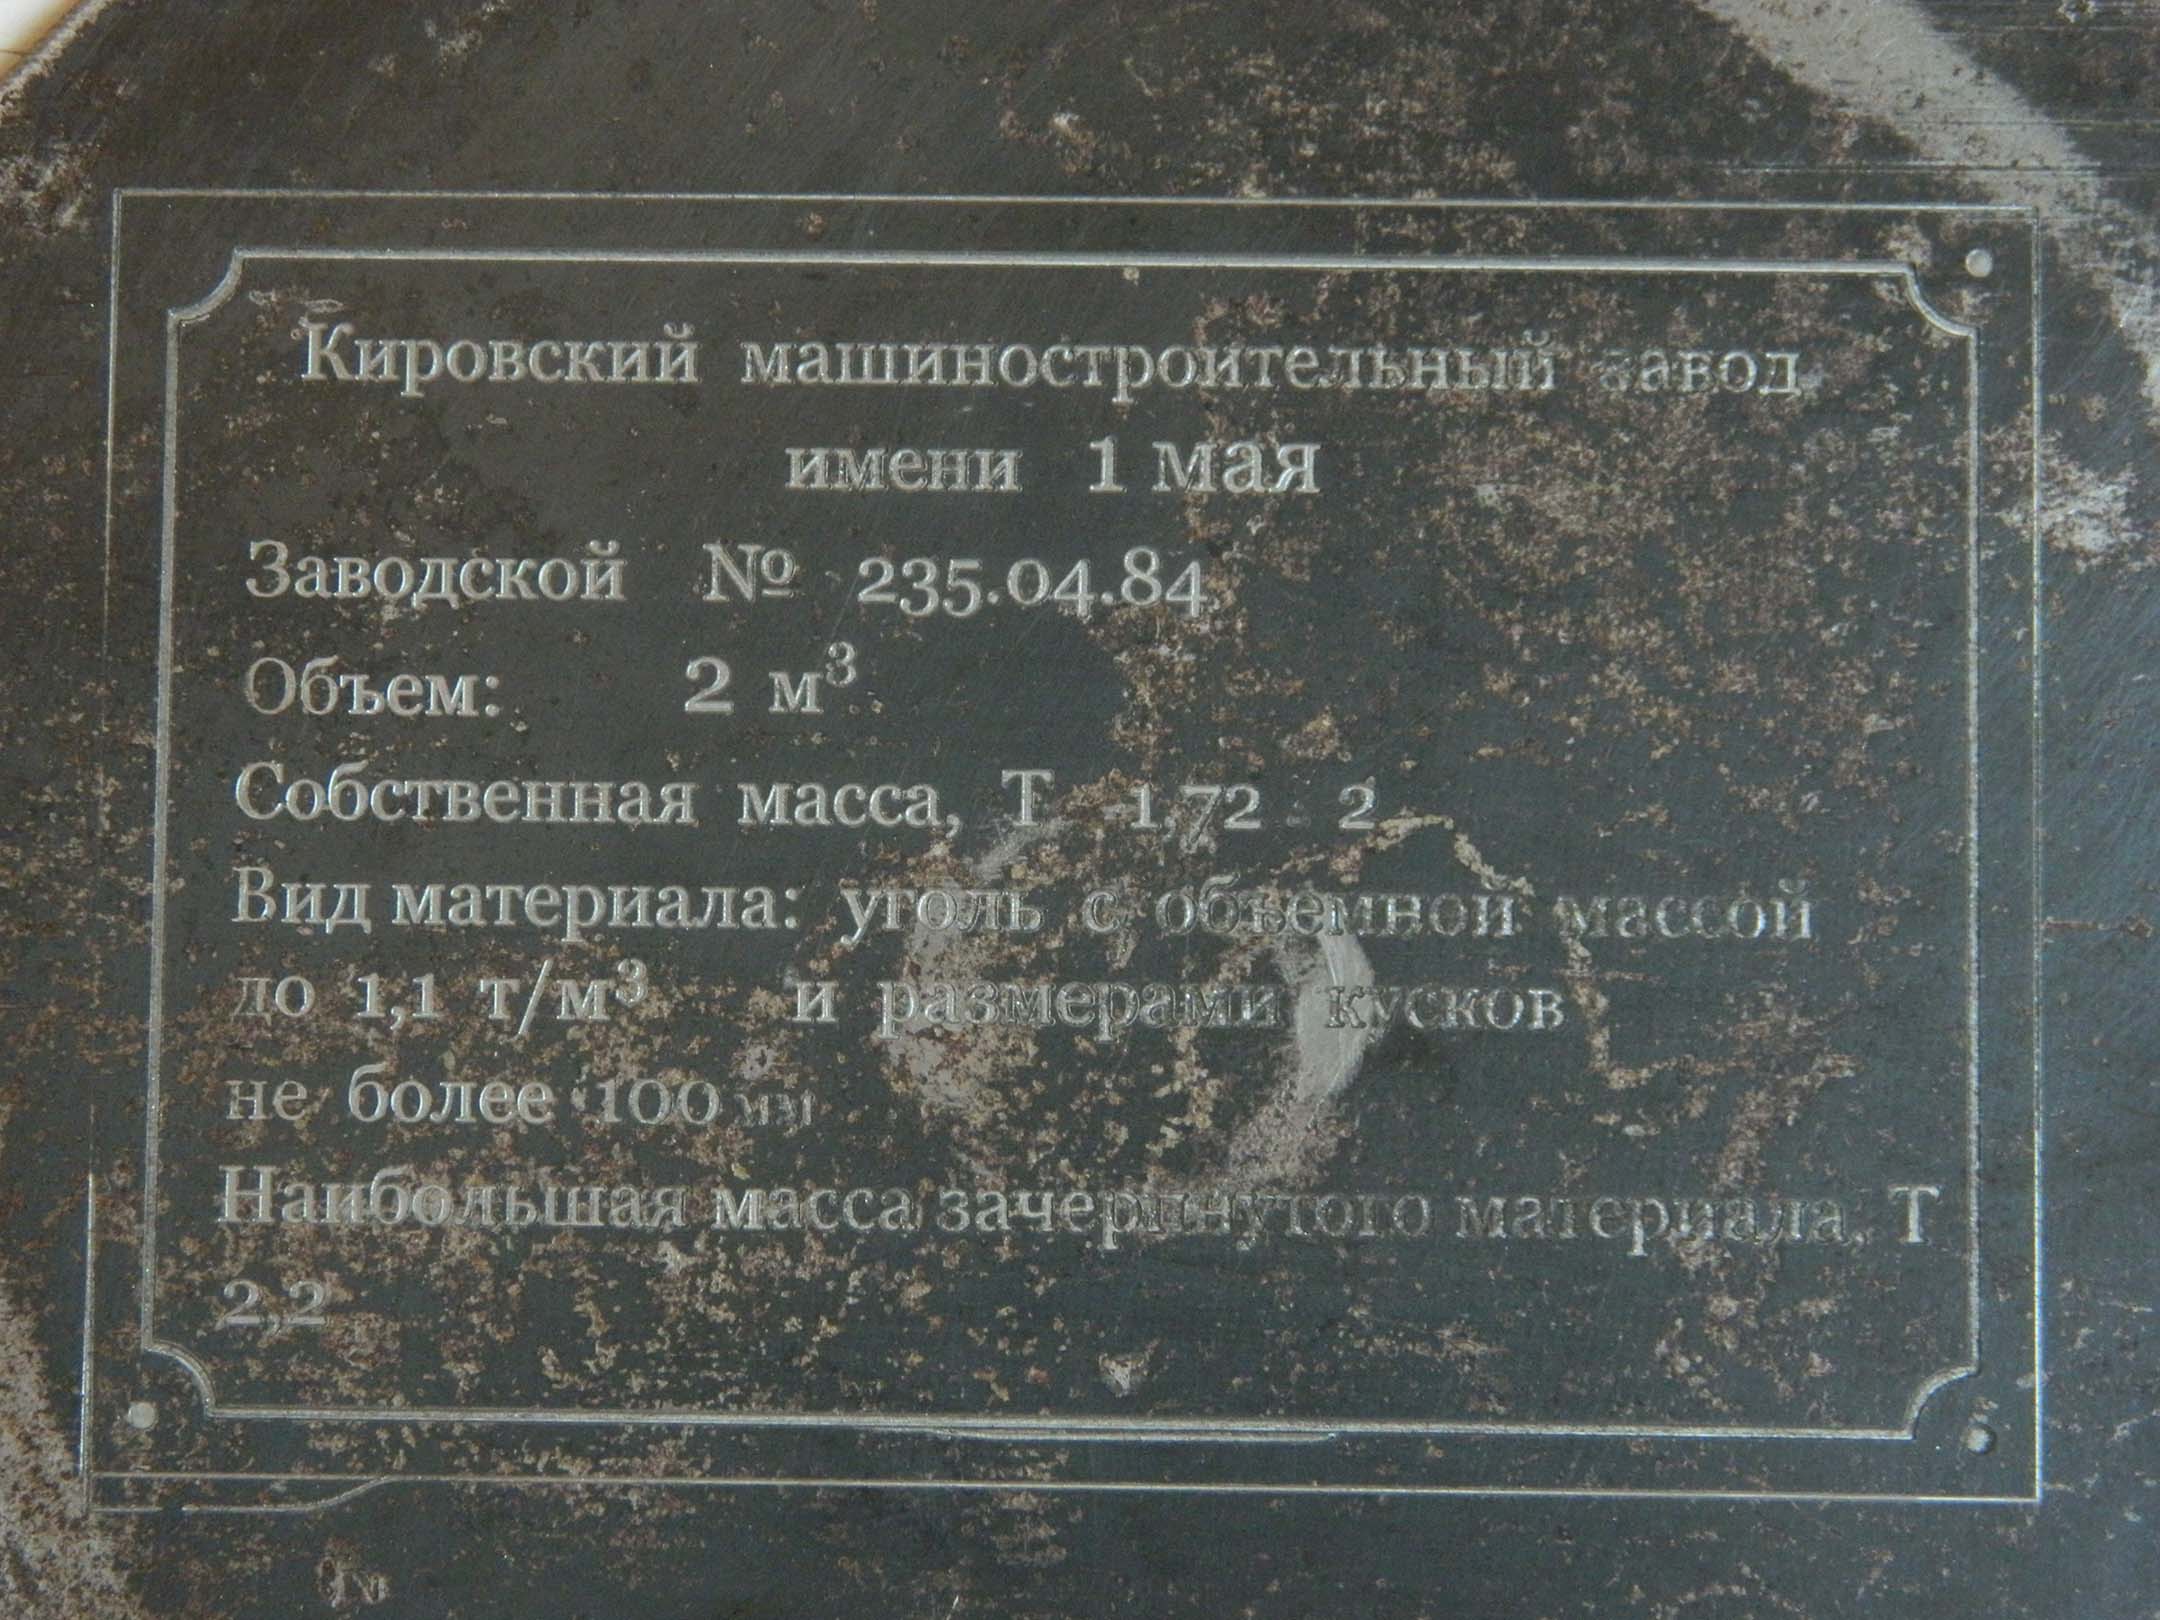 Кировский машиностроительный завод
имени 1 мая
Заводской № 235.04.84
Объем: 2 м³
Собственная масса, Т 1,72 2
Вид материала: уголь с объемной массой
до 1,1 т/м³ и размерами кусков
не более 100 мм
Наибольшая масса зачерпнутого материала, Т
2,2